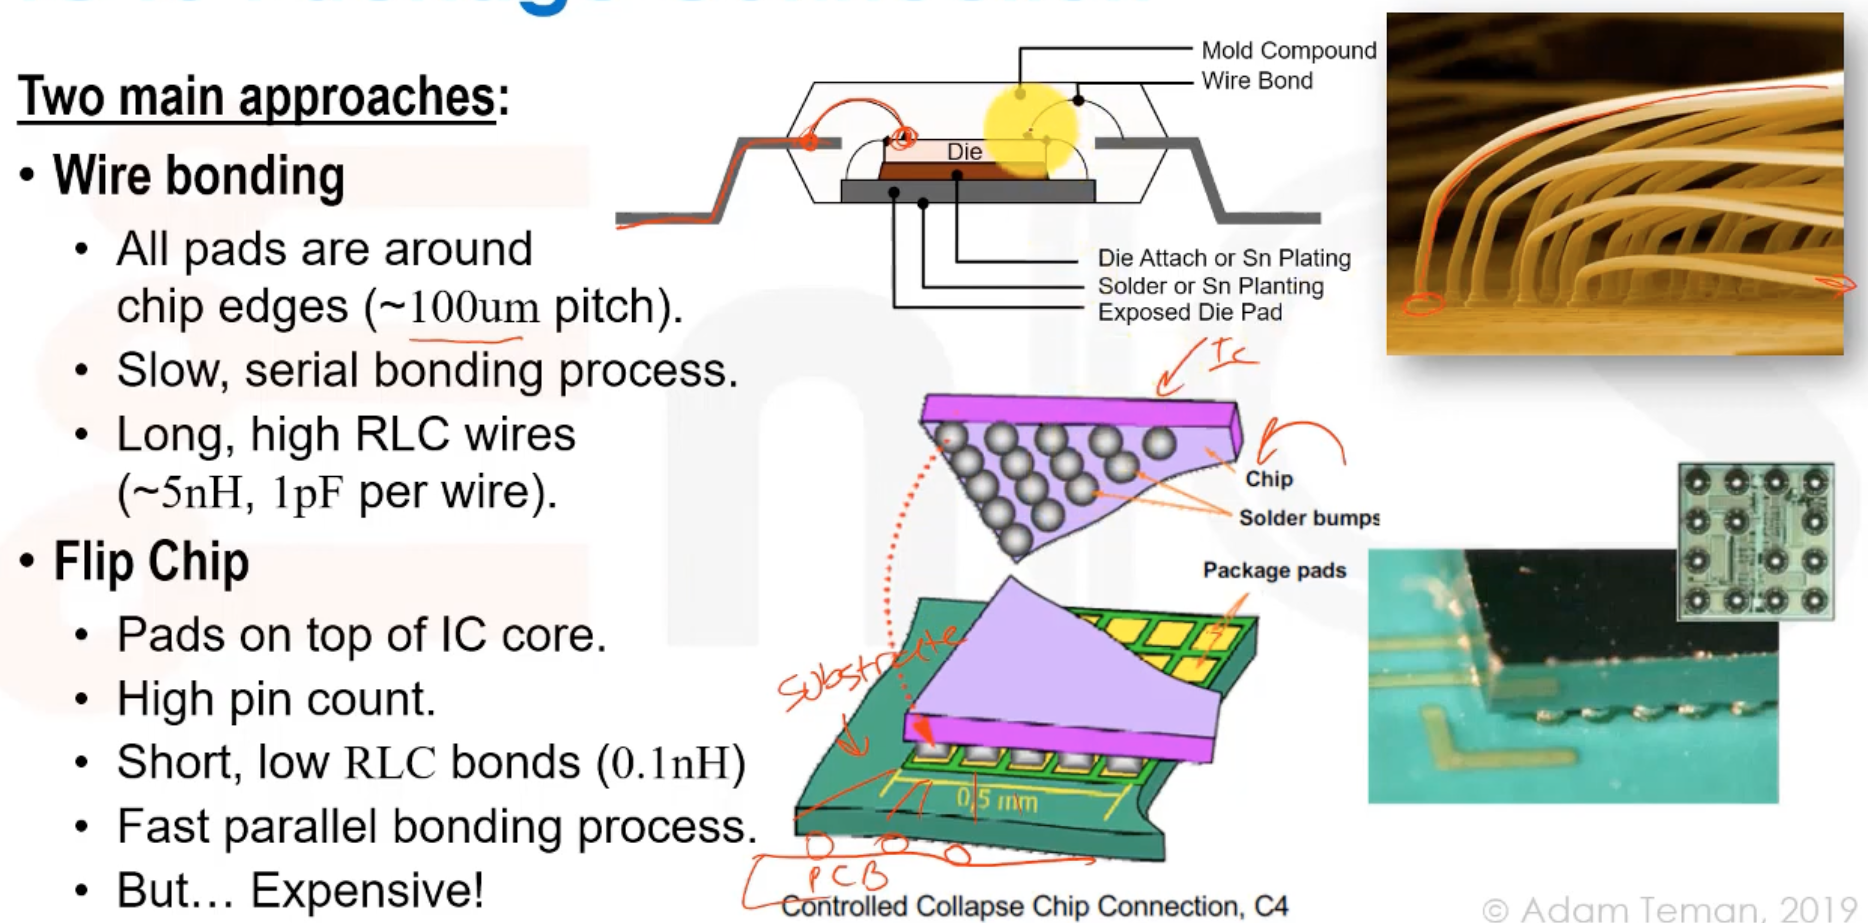 Two main approaches:
• Wire bonding
• All pads are around
chip edges (~100um pitch).
• Slow, serial bonding process.
• Long, high RLC wires
(~5nH, 1pF per wire).
• Flip Chip
• Pads on top of IC core.
• High pin count.
• Short, low RLC bonds (0.1nH)
• Fast parallel bonding process.
• But... Expensive!
Mold Compound
Wire Bond
Die
Die Attach or Sn Plating
Solder or Sn Planting
Exposed Die Pad
Ic
Chip
Solder bumps
Package pads
Substrate
0,5 mm
PCB
Controlled Collapse Chip Connection, C4
© Adam Teman, 2019